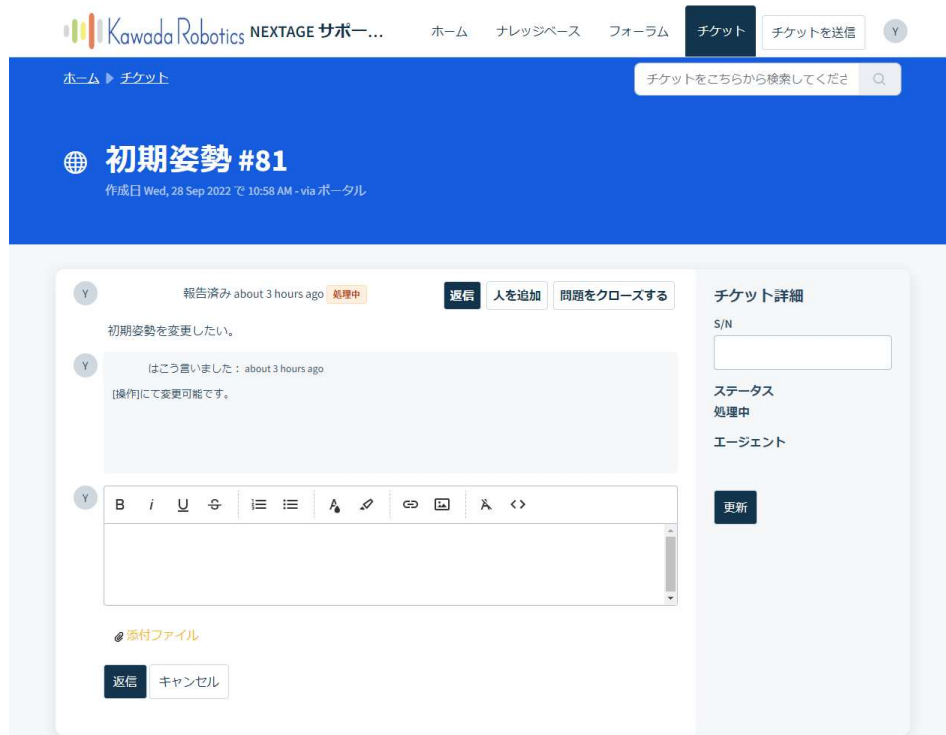 Kawada Robotics NEXTAGE サポー... ホーム ナレッジベース フォーラム チケット チケットを送信 Y
ホーム チケット チケットをこちらから検索してくださ
初期姿勢 #81
作成日 Wed, 28 Sep 2022 で 10:58 AM - via ポータル
Y 報告済み about 3 hours ago 処理中 返信 人を追加 問題をクローズする
初期姿勢を変更したい。
Y はこう言いました： about 3 hours ago
[操作]にて変更可能です。
Y B i U S A
添付ファイル
返信 キャンセル
チケット詳細
S/N
ステータス
処理中
エージェント
更新